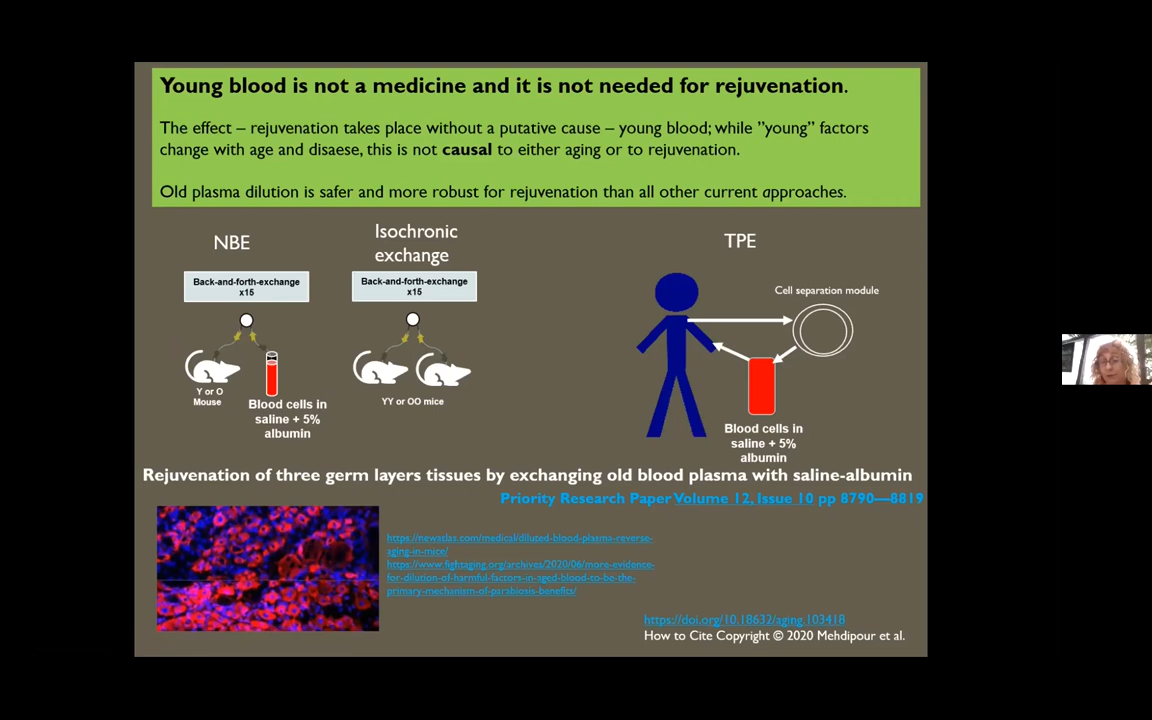 Young blood is not a medicine and it is not needed for rejuvenation.
The effect – rejuvenation takes place without a putative cause – young blood; while ”young” factors
change with age and disaese, this is not causal to either aging or to rejuvenation.
Old plasma dilution is safer and more robust for rejuvenation than all other current approaches.
NBE
Isochronic
exchange
TPE
Back-and-forth-exchange
x15
Back-and-forth-exchange
x15
Cell separation module
Y or O
Mouse
Blood cells in
saline + 5%
albumin
YY or OO mice
Blood cells in
saline + 5%
albumin
Rejuvenation of three germ layers tissues by exchanging old blood plasma with saline-albumin
Priority Research Paper Volume 12, Issue 10 pp 8790—8819
https://newatlas.com/medical/diluted-blood-plasma-reverse-
aging-in-mice/
https://www.fightaging.org/archives/2020/06/more-evidence-
for-dilution-of-harmful-factors-in-aged-blood-to-be-the-
primary-mechanism-of-parabiosis-benefits/
https://doi.org/10.18632/aging.103418
How to Cite Copyright © 2020 Mehdipour et al.